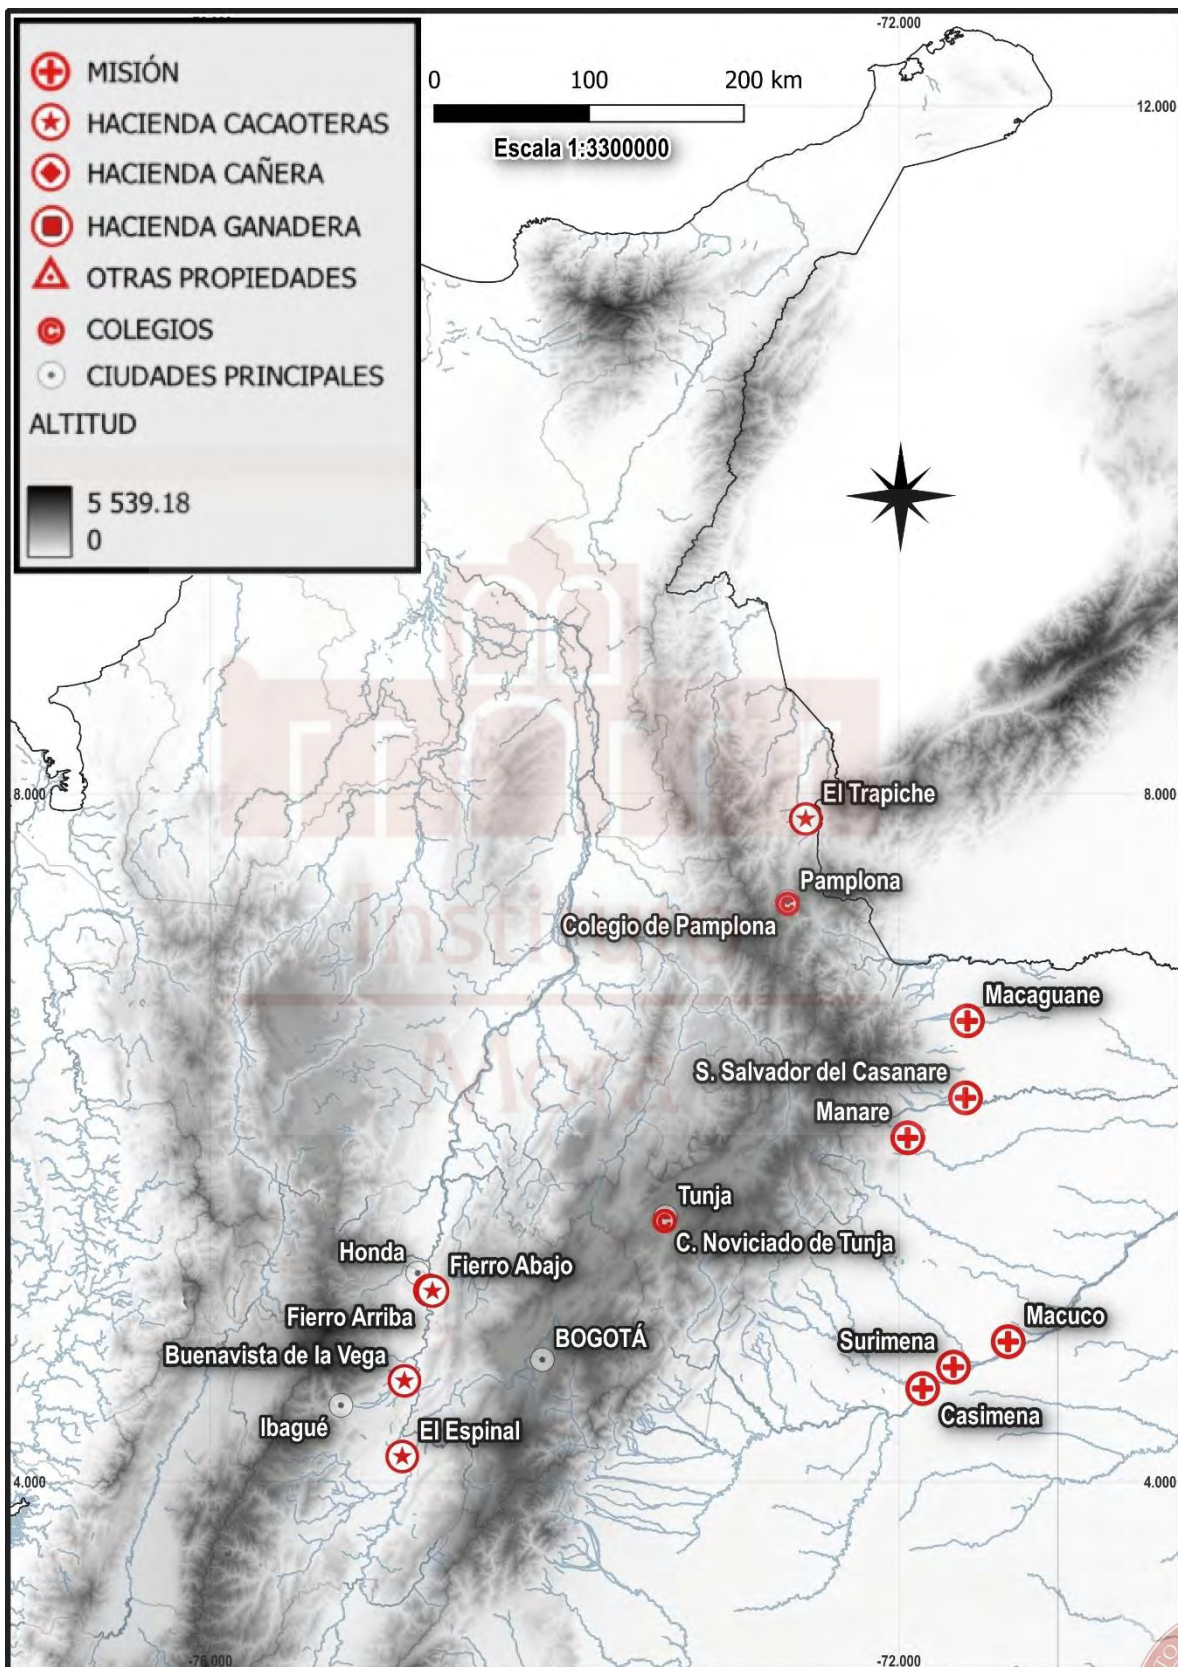 -72.000
MISIÓN
HACIENDA CACAOTERAS
HACIENDA CAÑERA
HACIENDA GANADERA
OTRAS PROPIEDADES
COLEGIOS
CIUDADES PRINCIPALES
ALTITUD
5 539.18
0
0 100 200 km
Escala 1:3300000
12.000
8.000
8.000
El Trapiche
Pamplona
Colegio de Pamplona
Instituto
Mora
Macaguane
S. Salvador del Casanare
Manare
Tunja
C. Noviciado de Tunja
Honda
Fierro Abajo
Fierro Arriba
BOGOTÁ
Buenavista de la Vega
Ibagué
El Espinal
Macuco
Surimena
Casimena
4.000
4.000
-76.000
-72.000